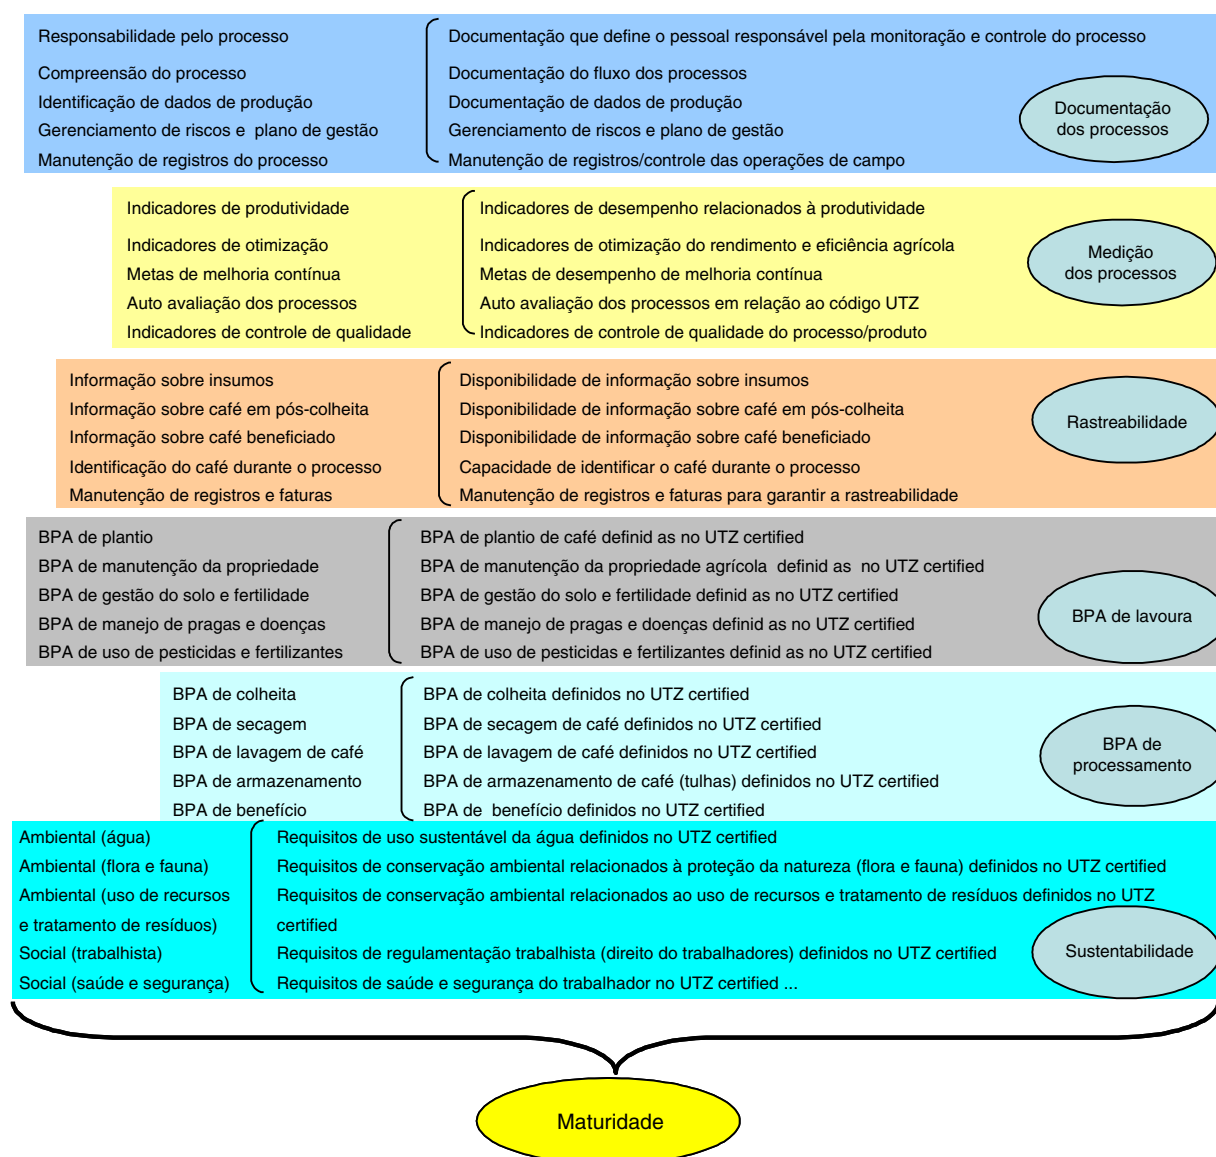 Responsabilidade pelo processo Documentação que define o pessoal responsável pela monitoração e controle do processo
Compreensão do processo Documentação do fluxo dos processos
Identificação de dados de produção Documentação de dados de produção
Gerenciamento de riscos e plano de gestão Gerenciamento de riscos e plano de gestão
Manutenção de registros do processo Manutenção de registros/controle das operações de campo
Documentação
dos processos
Indicadores de produtividade Indicadores de desempenho relacionados à produtividade
Indicadores de otimização Indicadores de otimização do rendimento e eficiência agrícola
Metas de melhoria contínua Metas de desempenho de melhoria contínua
Auto avaliação dos processos Auto avaliação dos processos em relação ao código UTZ
Indicadores de controle de qualidade Indicadores de controle de qualidade do processo/produto
Medição
dos processos
Informação sobre insumos Disponibilidade de informação sobre insumos
Informação sobre café em pós-colheita Disponibilidade de informação sobre café em pós-colheita
Informação sobre café beneficiado Disponibilidade de informação sobre café beneficiado
Identificação do café durante o processo Capacidade de identificar o café durante o processo
Manutenção de registros e faturas Manutenção de registros e faturas para garantir a rastreabilidade
Rastreabilidade
BPA de plantio BPA de plantio de café definid as no UTZ certified
BPA de manutenção da propriedade BPA de manutenção da propriedade agrícola definid as no UTZ certified
BPA de gestão do solo e fertilidade BPA de gestão do solo e fertilidade definid as no UTZ certified
BPA de manejo de pragas e doenças BPA de manejo de pragas e doenças definid as no UTZ certified
BPA de uso de pesticidas e fertilizantes BPA de uso de pesticidas e fertilizantes definid as no UTZ certified
BPA de lavoura
BPA de colheita BPA de colheita definidos no UTZ certified
BPA de secagem BPA de secagem de café definidos no UTZ certified
BPA de lavagem de café BPA de lavagem de café definidos no UTZ certified
BPA de armazenamento BPA de armazenamento de café (tulhas) definidos no UTZ certified
BPA de benefício BPA de benefício definidos no UTZ certified
BPA de
processamento
Ambiental (água) Requisitos de uso sustentável da água definidos no UTZ certified
Ambiental (flora e fauna) Requisitos de conservação ambiental relacionados à proteção da natureza (flora e fauna) definidos no UTZ certified
Ambiental (uso de recursos Requisitos de conservação ambiental relacionados ao uso de recursos e tratamento de resíduos definidos no UTZ
e tratamento de resíduos) certified
Social (trabalhista) Requisitos de regulamentação trabalhista (direito do trabalhadores) definidos no UTZ certified
Social (saúde e segurança) Requisitos de saúde e segurança do trabalhador no UTZ certified ...
Sustentabilidade
Maturidade